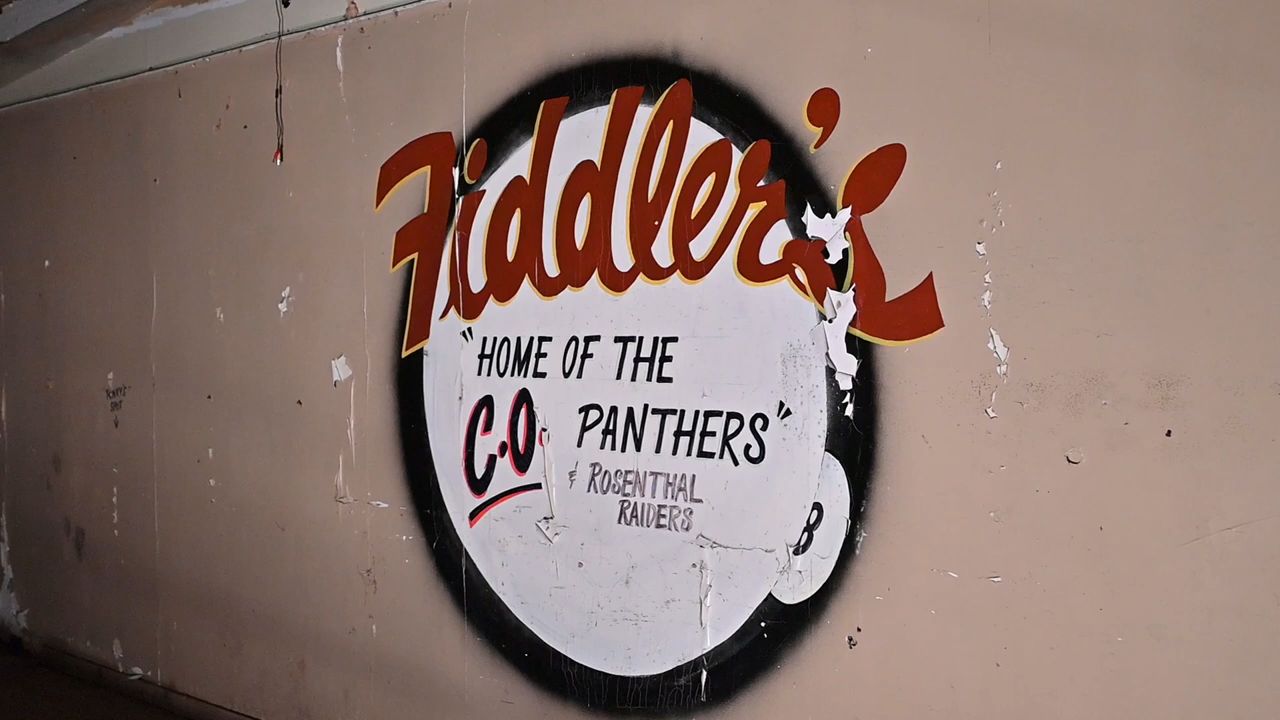 Fiddler's
"HOME OF THE
C.O. PANTHERS"
& ROSENTHAL
RAIDERS
B